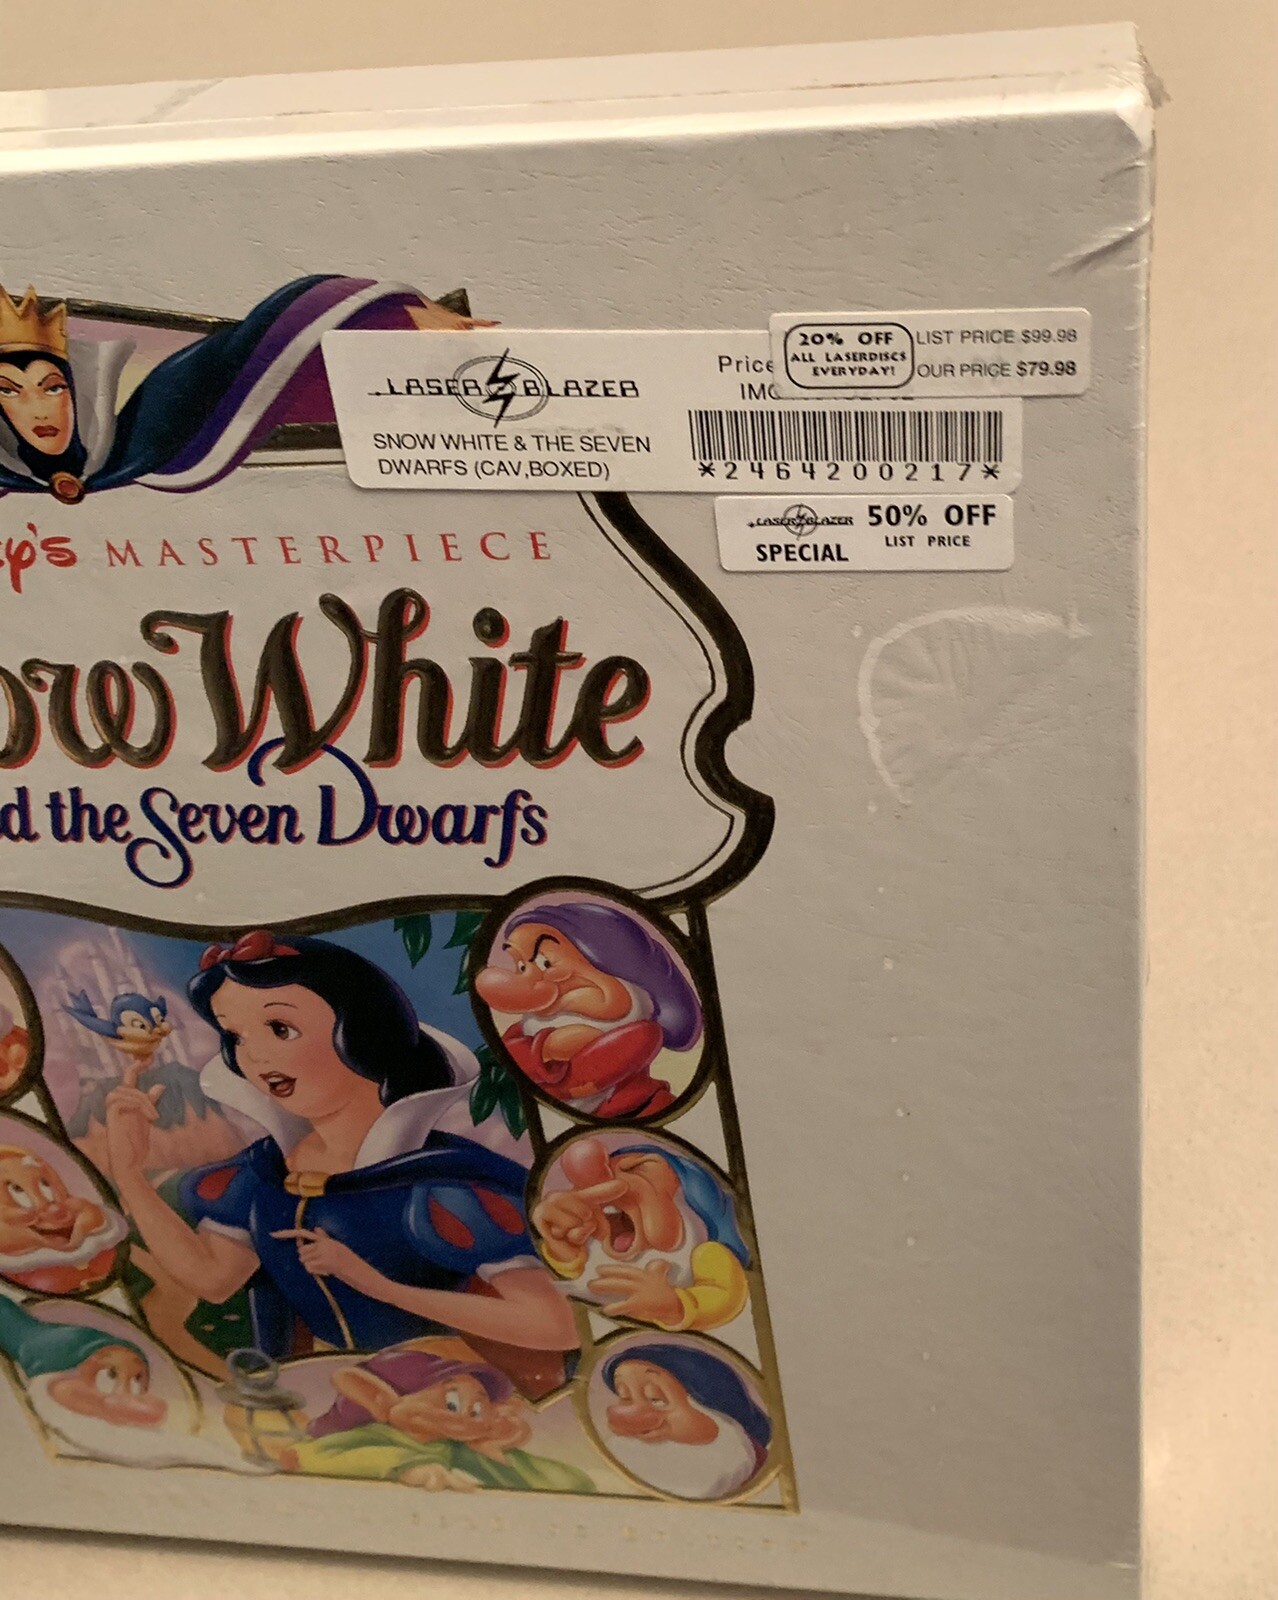 20% OFF
ALL LASERDISCS
EVERYDAY!
LIST PRICE $99.98
OUR PRICE $79.98
LASER BLAZER
Price
SNOW WHITE & THE SEVEN
DWARFS (CAV,BOXED)
*2464200217*
LASER BLAZER
SPECIAL
50% OFF
LIST PRICE
y's MASTERPIECE
ow White
d the Seven Dwarfs